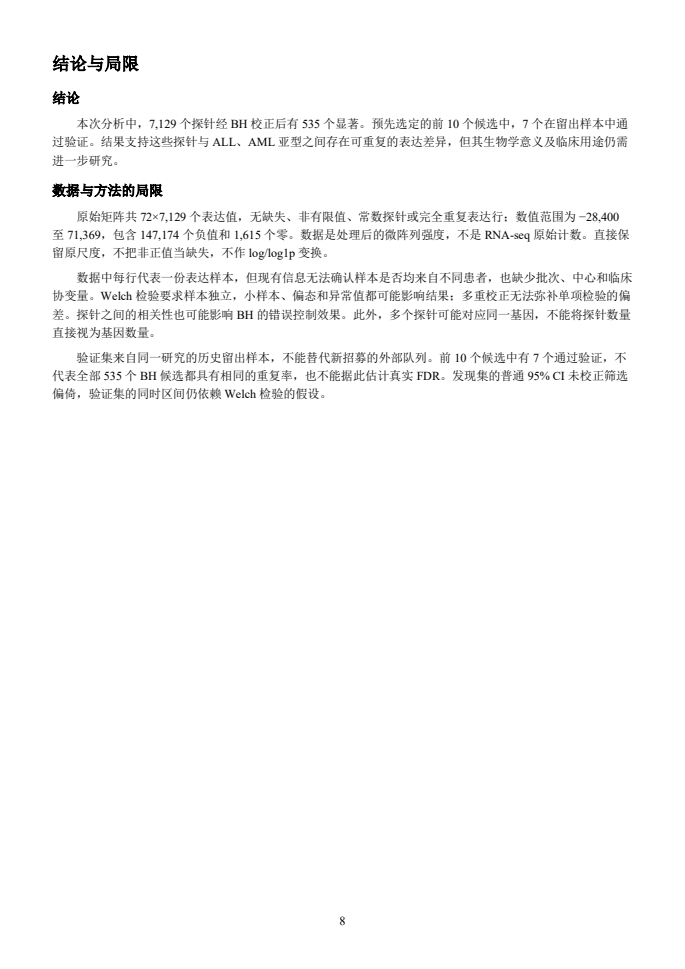 结论与局限
结论
本次分析中，7,129 个探针经 BH 校正后有 535 个显著。预先选定的前 10 个候选中，7 个在留出样本中通
过验证。结果支持这些探针与 ALL、AML 亚型之间存在可重复的表达差异，但其生物学意义及临床用途仍需
进一步研究。
数据与方法的局限
原始矩阵共 72×7,129 个表达值，无缺失、非有限值、常数探针或完全重复表达行；数值范围为 −28,400
至 71,369，包含 147,174 个负值和 1,615 个零。数据是处理后的微阵列强度，不是 RNA-seq 原始计数。直接保
留原尺度，不把非正值当缺失，不作 log/log1p 变换。
数据中每行代表一份表达样本，但现有信息无法确认样本是否均来自不同患者，也缺少批次、中心和临床
协变量。Welch 检验要求样本独立，小样本、偏态和异常值都可能影响结果；多重校正无法弥补单项检验的偏
差。探针之间的相关性也可能影响 BH 的错误控制效果。此外，多个探针可能对应同一基因，不能将探针数量
直接视为基因数量。
验证集来自同一研究的历史留出样本，不能替代新招募的外部队列。前 10 个候选中有 7 个通过验证，不
代表全部 535 个 BH 候选都具有相同的重复率，也不能据此估计真实 FDR。发现集的普通 95% CI 未校正筛选
偏倚，验证集的同时区间仍依赖 Welch 检验的假设。
8